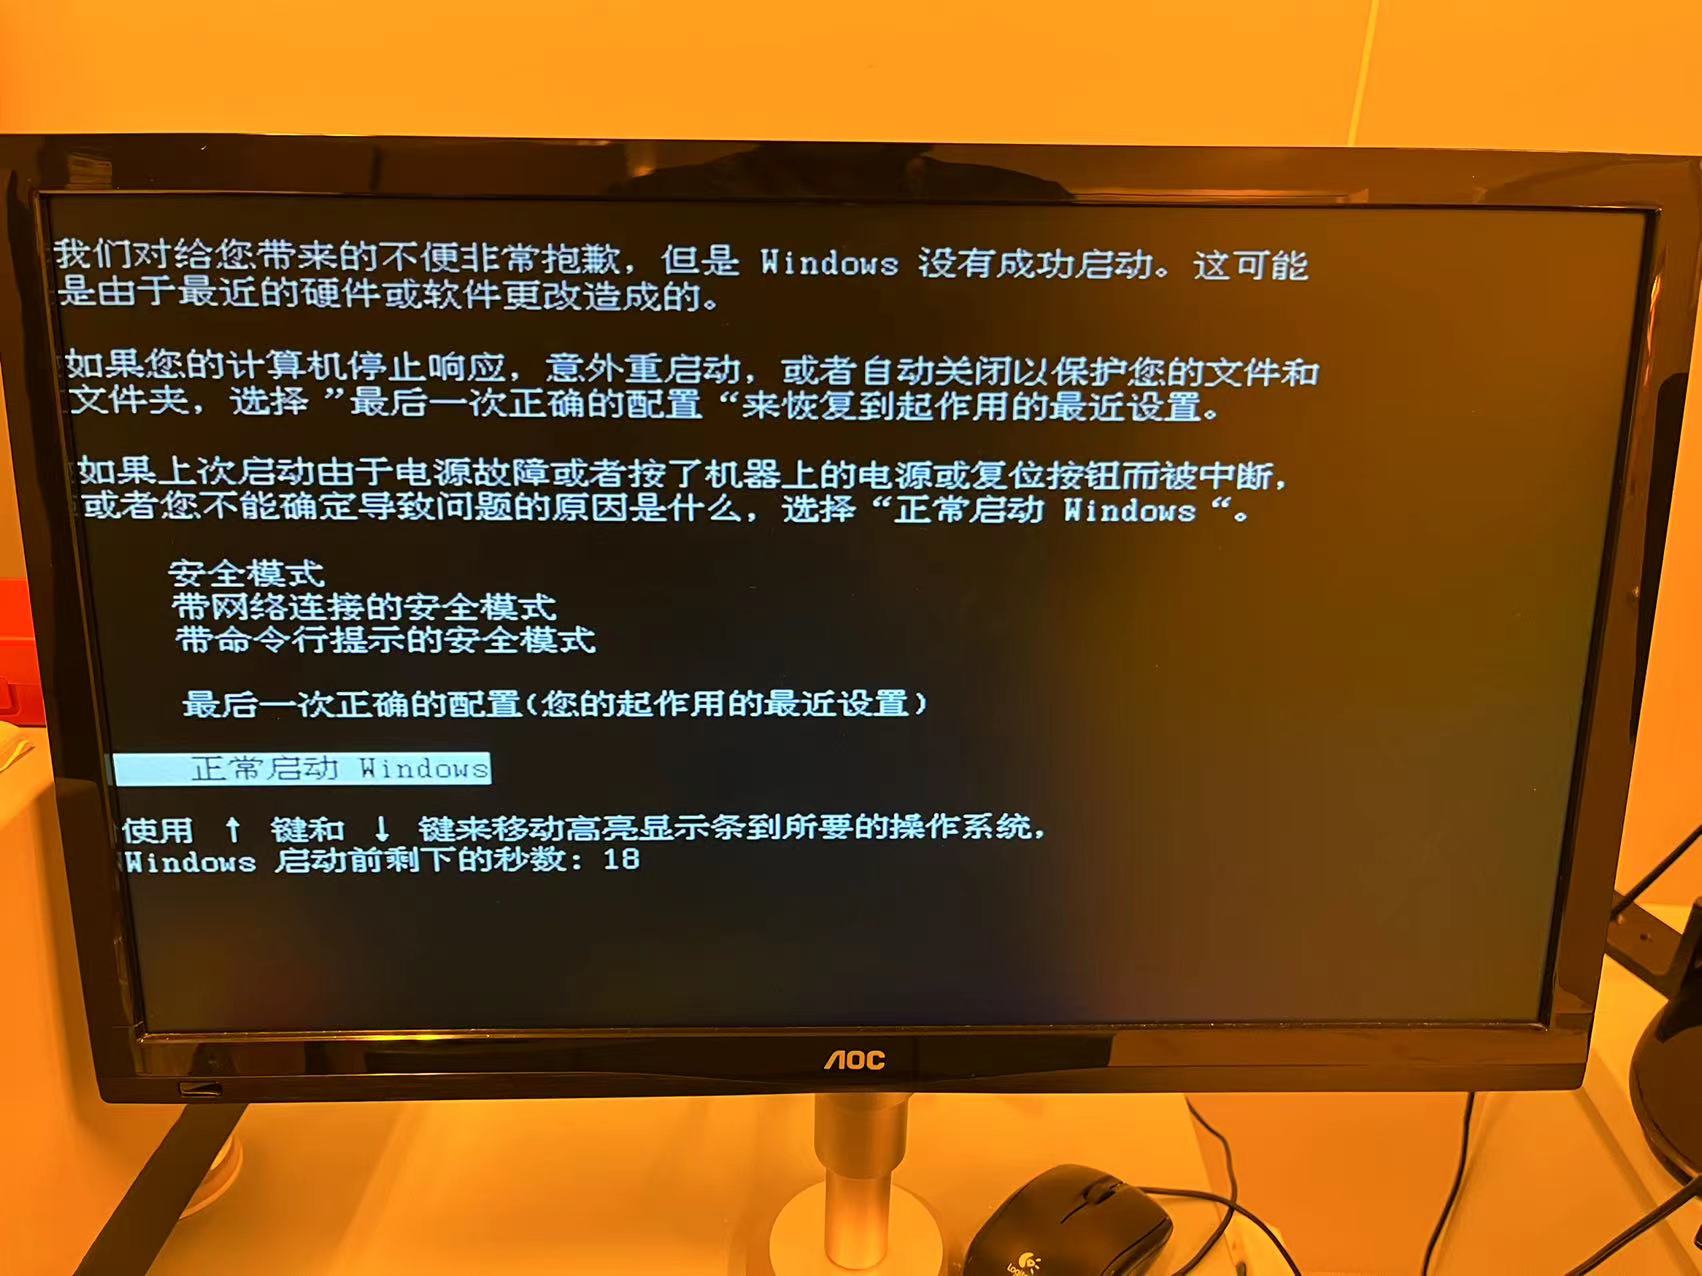 我们对给您带来的不便非常抱歉，但是 Windows 没有成功启动。这可能
是由于最近的硬件或软件更改造成的。
如果您的计算机停止响应，意外重启动，或者自动关闭以保护您的文件和
文件夹，选择 ”最后一次正确的配置 “来恢复到起作用的最近设置。
如果上次启动由于电源故障或者按了机器上的电源或复位按钮而被中断，
或者您不能确定导致问题的原因是什么，选择 “正常启动 Windows “。
安全模式
带网络连接的安全模式
带命令行提示的安全模式
最后一次正确的配置(您的起作用的最近设置)
正常启动 Windows
使用 ↑ 键和 ↓ 键来移动高亮显示条到所要的操作系统，
Windows 启动前剩下的秒数: 18
AOC